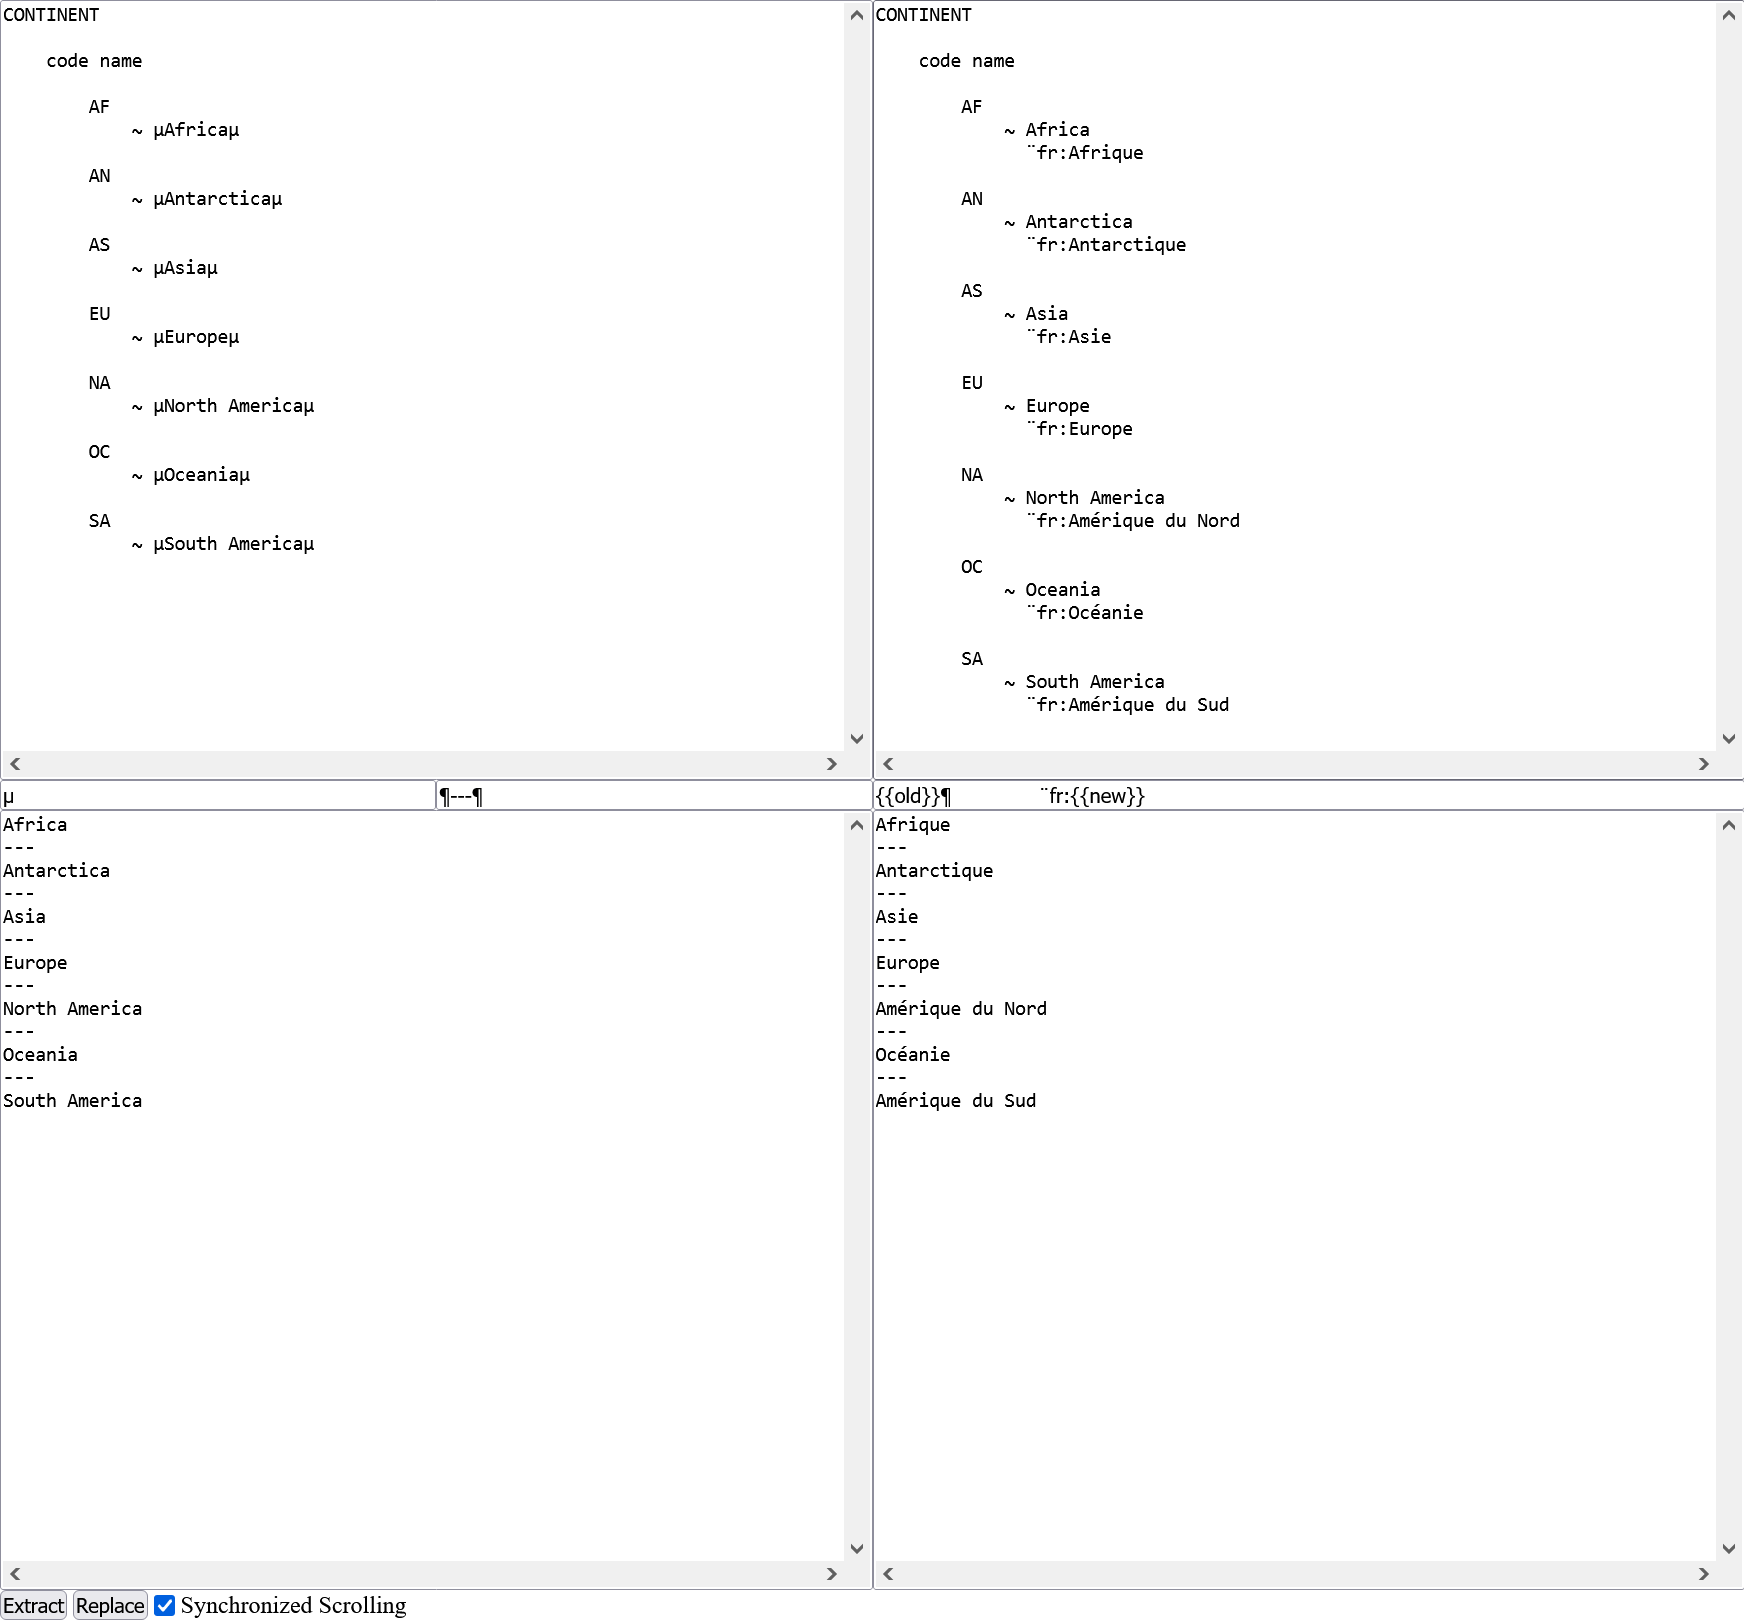 CONTINENT
code name
AF
~ µAfricaµ
AN
~ µAntarcticaµ
AS
~ µAsiaµ
EU
~ µEuropeµ
NA
~ µNorth Americaµ
OC
~ µOceaniaµ
SA
~ µSouth Americaµ
CONTINENT
code name
AF
~ Africa
¨fr:Afrique
AN
~ Antarctica
¨fr:Antarctique
AS
~ Asia
¨fr:Asie
EU
~ Europe
¨fr:Europe
NA
~ North America
¨fr:Amérique du Nord
OC
~ Oceania
¨fr:Océanie
SA
~ South America
¨fr:Amérique du Sud
µ
¶---¶
{{old}}¶ ¨fr:{{new}}
Africa
---
Antarctica
---
Asia
---
Europe
---
North America
---
Oceania
---
South America
Afrique
---
Antarctique
---
Asie
---
Europe
---
Amérique du Nord
---
Océanie
---
Amérique du Sud
Extract Replace Synchronized Scrolling